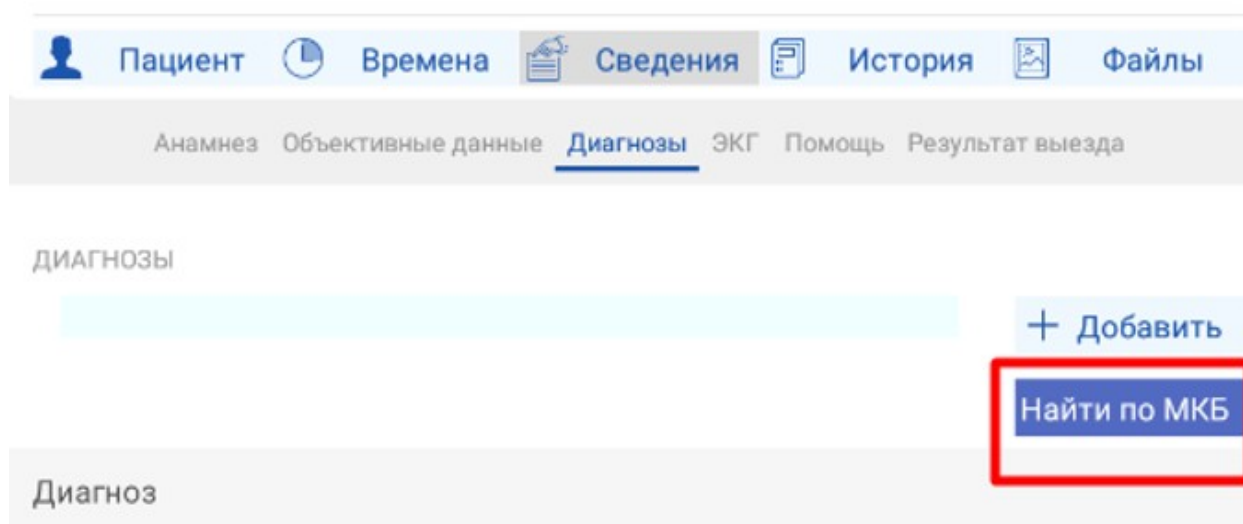 Пациент Времена Сведения История Файлы
Анамнез Объективные данные Диагнозы ЭКГ Помощь Результат выезда
ДИАГНОЗЫ
+ Добавить
Найти по МКБ
Диагноз